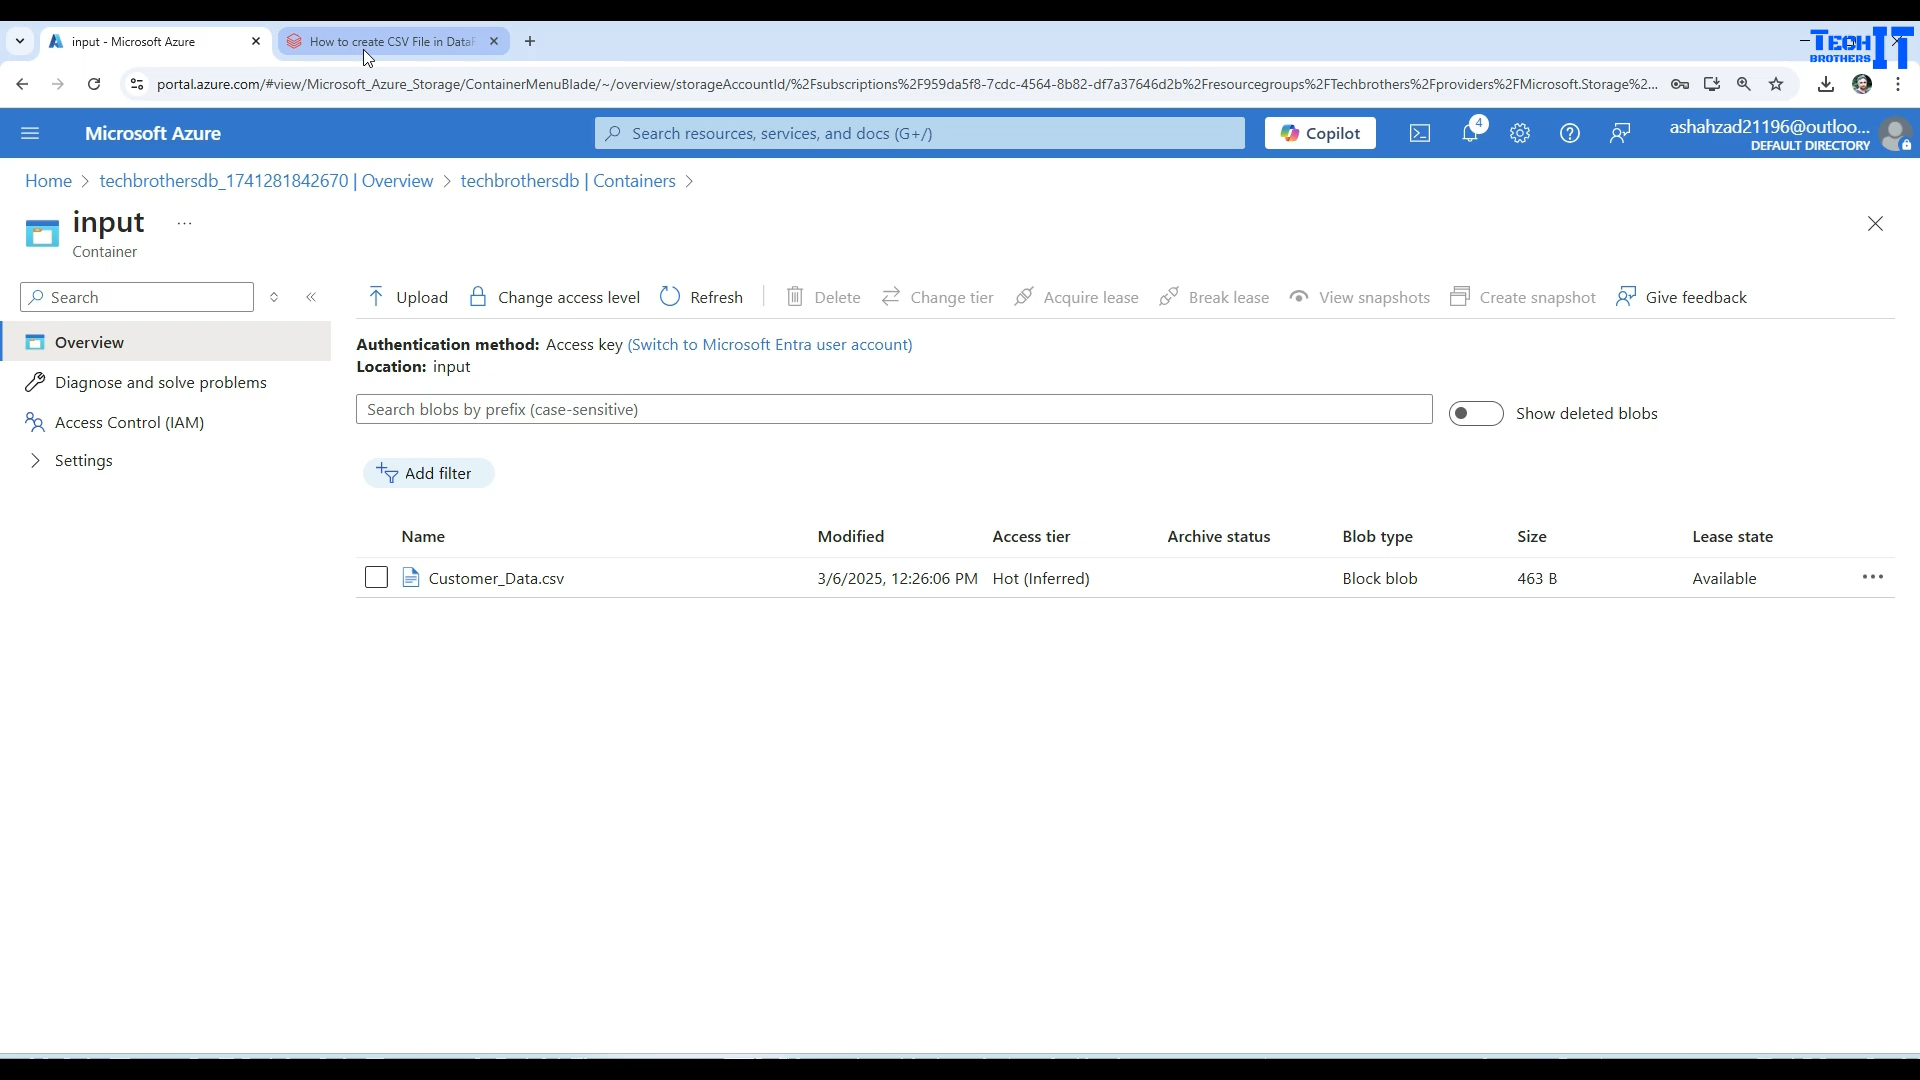 input - Microsoft Azure
How to create CSV File in DataF
TECH IT
BROTHERS
portal.azure.com/#view/Microsoft_Azure_Storage/ContainerMenuBlade/~/overview/storageAccountId/%2Fsubscriptions%2F959da5f8-7cdc-4564-8b82-df7a37646d2b%2Fresourcegroups%2FTechbrothers%2Fproviders%2FMicrosoft.Storage%2...
Microsoft Azure
Search resources, services, and docs (G+/)
Copilot
4
ashahzad21196@outloo...
DEFAULT DIRECTORY
Home > techbrothersdb_1741281842670 | Overview > techbrothersdb | Containers >
input ...
Container
Search
Upload Change access level Refresh Delete Change tier Acquire lease Break lease View snapshots Create snapshot Give feedback
Overview
Diagnose and solve problems
Access Control (IAM)
Settings
Authentication method: Access key (Switch to Microsoft Entra user account)
Location: input
Search blobs by prefix (case-sensitive)
Show deleted blobs
Add filter
Name Modified Access tier Archive status Blob type Size Lease state
Customer_Data.csv 3/6/2025, 12:26:06 PM Hot (Inferred) Block blob 463 B Available